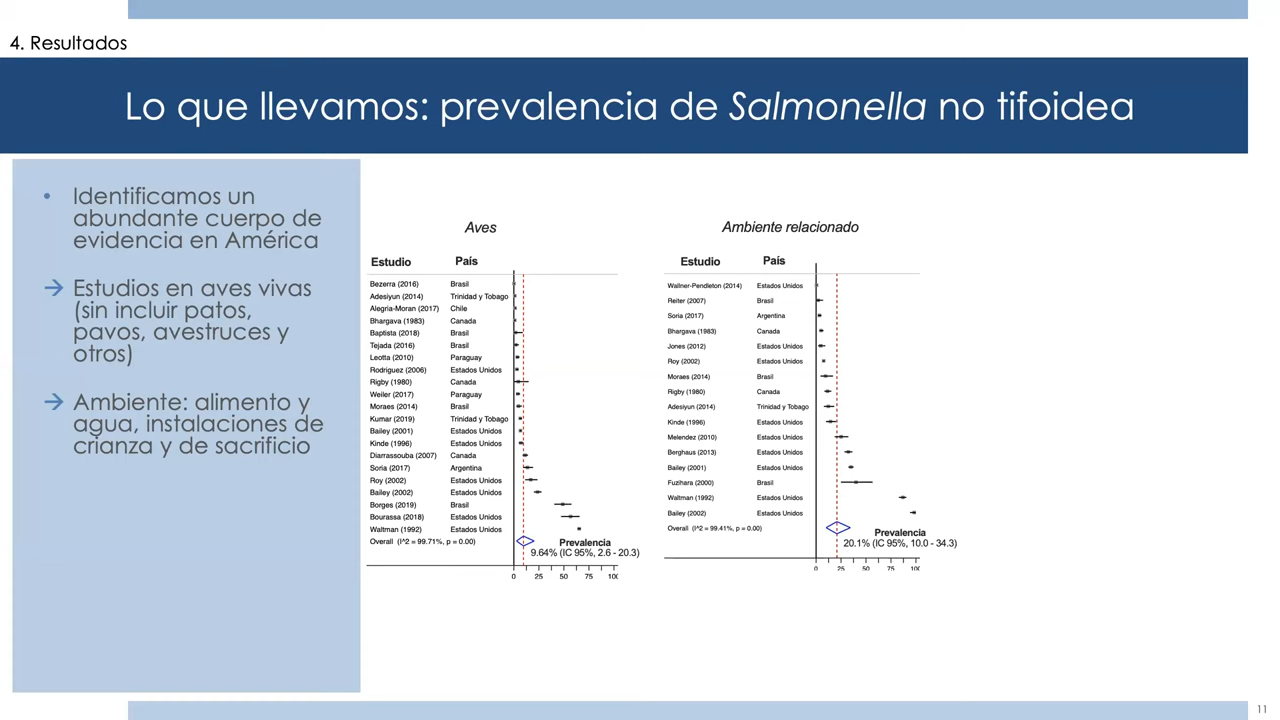 4. Resultados
Lo que llevamos: prevalencia de Salmonella no tifoidea
• Identificamos un
abundante cuerpo de
evidencia en América
→ Estudios en aves vivas
(sin incluir patos,
pavos, avestruces y
otros)
→ Ambiente: alimento y
agua, instalaciones de
crianza y de sacrificio
Aves
Estudio País
Bezerra (2016) Brasil
Adesiyun (2014) Trinidad y Tobago
Alegria-Moran (2017) Chile
Bhargava (1983) Canada
Baptista (2018) Brasil
Tejada (2016) Brasil
Leotta (2010) Paraguay
Rodriguez (2006) Estados Unidos
Rigby (1980) Canada
Weiler (2017) Paraguay
Moraes (2014) Brasil
Kumar (2019) Trinidad y Tobago
Bailey (2001) Estados Unidos
Kinde (1996) Estados Unidos
Diarrassouba (2007) Canada
Soria (2017) Argentina
Roy (2002) Estados Unidos
Bailey (2002) Estados Unidos
Borges (2019) Brasil
Bourassa (2018) Estados Unidos
Waltman (1992) Estados Unidos
Overall (I^2 = 99.71%, p = 0.00)
Prevalencia
9.64% (IC 95%, 2.6 - 20.3)
0 25 50 75 100
Ambiente relacionado
Estudio País
Wallner-Pendleton (2014) Estados Unidos
Reiter (2007) Brasil
Soria (2017) Argentina
Bhargava (1983) Canada
Jones (2012) Estados Unidos
Roy (2002) Estados Unidos
Moraes (2014) Brasil
Rigby (1980) Canada
Adesiyun (2014) Trinidad y Tobago
Kinde (1996) Estados Unidos
Melendez (2010) Estados Unidos
Berghaus (2013) Estados Unidos
Bailey (2001) Estados Unidos
Fuzihara (2000) Brasil
Waltman (1992) Estados Unidos
Bailey (2002) Estados Unidos
Overall (I^2 = 99.41%, p = 0.00)
Prevalencia
20.1% (IC 95%, 10.0 - 34.3)
0 25 50 75 100
11